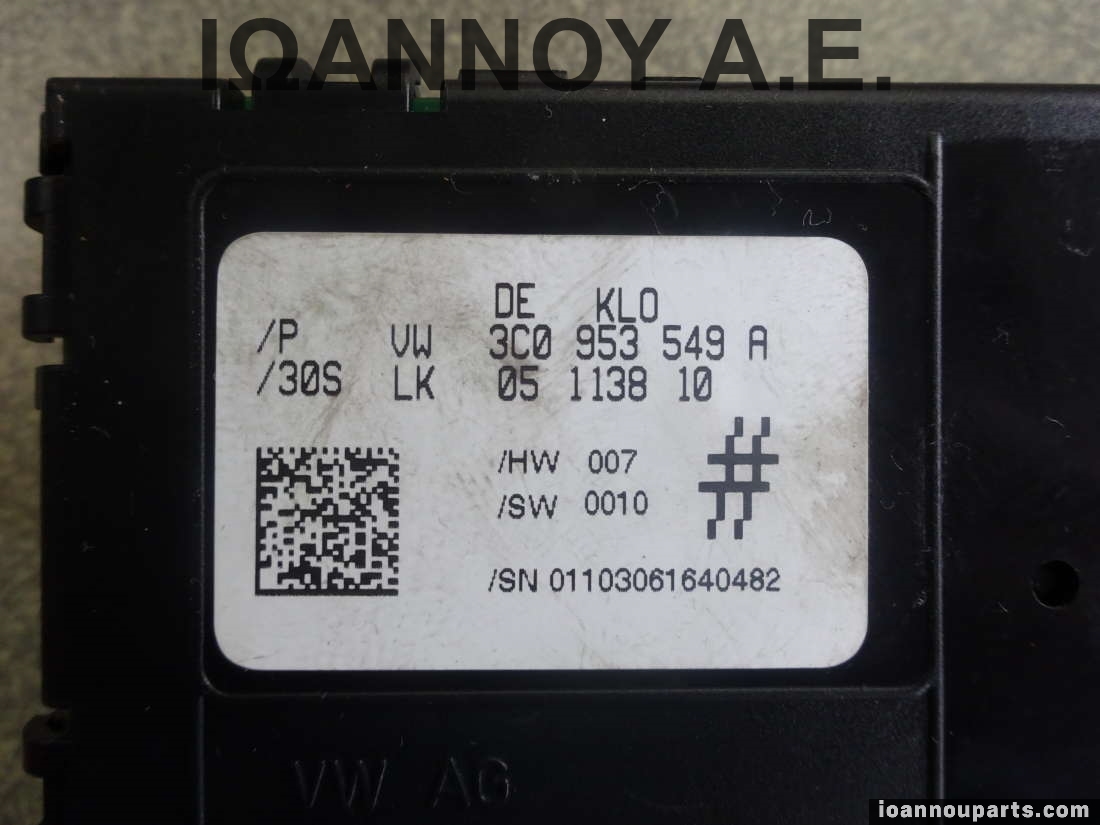 ΙΩΑΝΝΟΥ Α.Ε.
DE KLO
/P VW 3C0 953 549 A
/30S LK 05 1138 10
/HW 007
/SW 0010
/SN 01103061640482
VW AG
ioannouparts.com